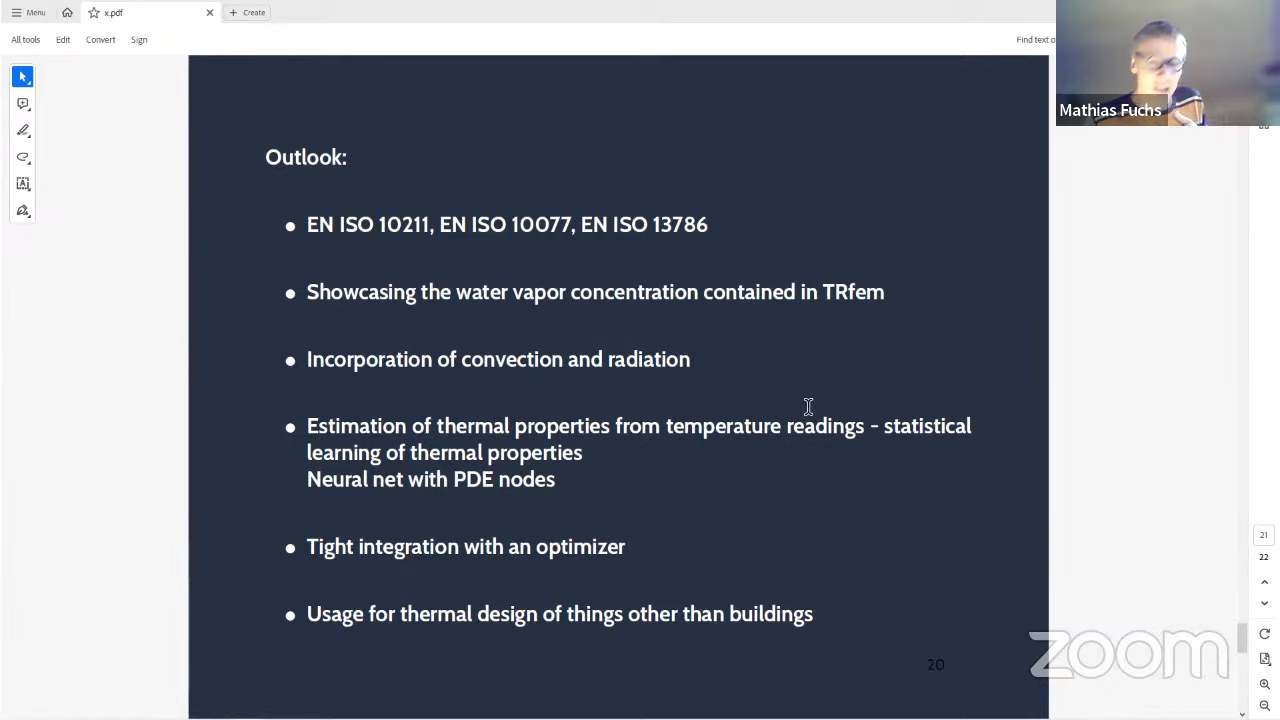 Menu
x.pdf
Create
All tools
Edit
Convert
Sign
Find text o
Mathias Fuchs
Outlook:
• EN ISO 10211, EN ISO 10077, EN ISO 13786
• Showcasing the water vapor concentration contained in TRfem
• Incorporation of convection and radiation
• Estimation of thermal properties from temperature readings - statistical
learning of thermal properties
Neural net with PDE nodes
• Tight integration with an optimizer
• Usage for thermal design of things other than buildings
20
21
22
zoom